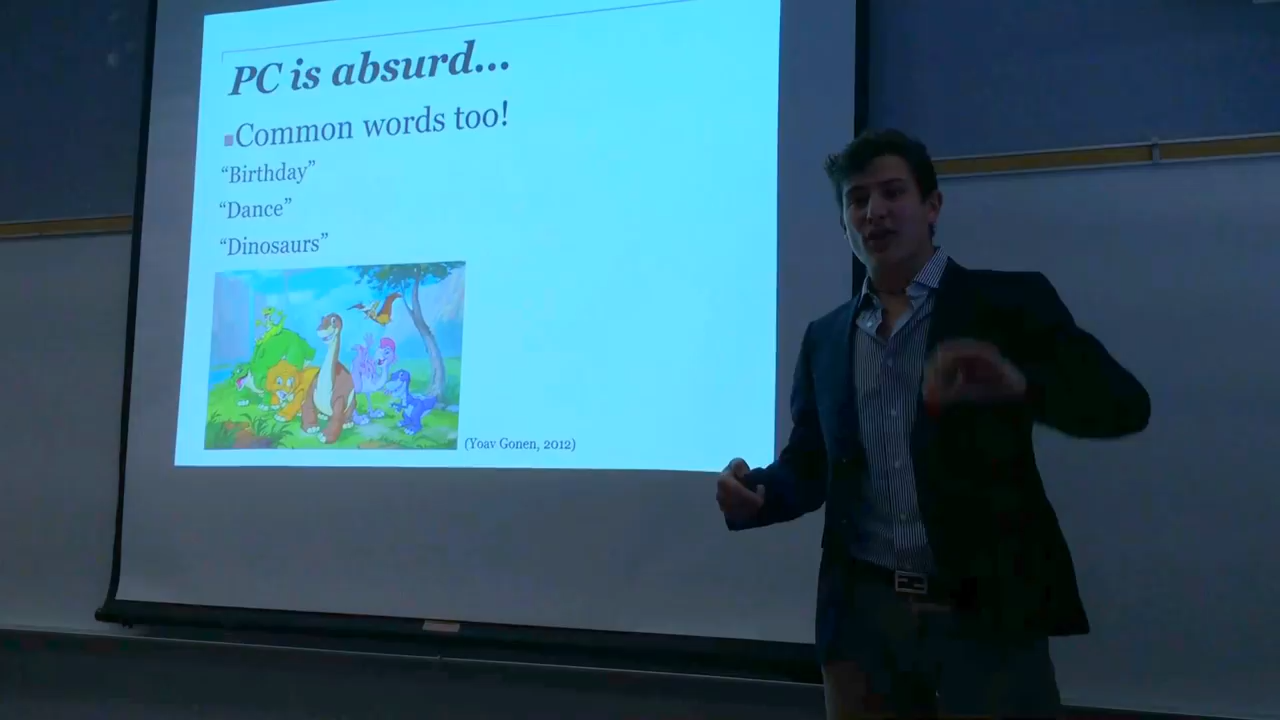 PC is absurd...
Common words too!
“Birthday”
“Dance”
“Dinosaurs”
(Yoav Gonen, 2012)